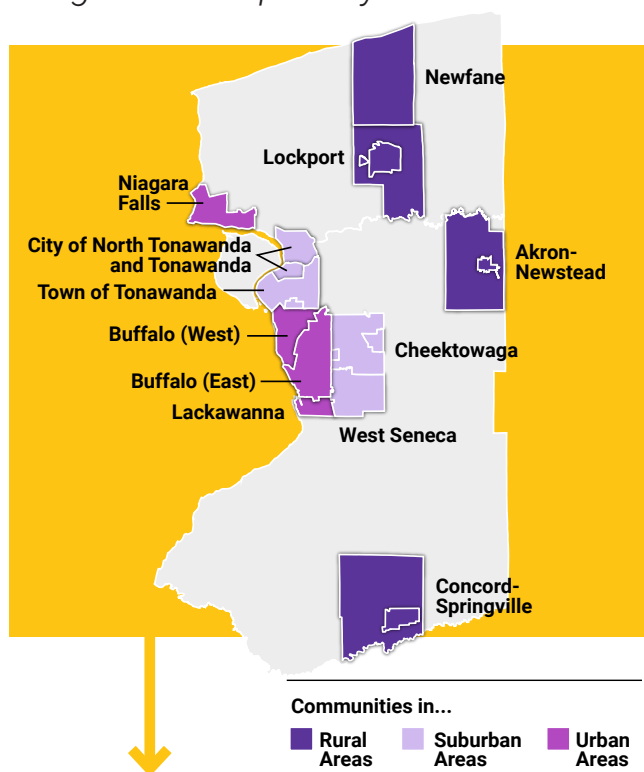 Newfane
Lockport
Niagara
Falls
City of North Tonawanda
and Tonawanda
Akron-
Newstead
Town of Tonawanda
Buffalo (West)
Cheektowaga
Buffalo (East)
Lackawanna
West Seneca
Concord-
Springville
Communities in...
Rural
Areas
Suburban
Areas
Urban
Areas